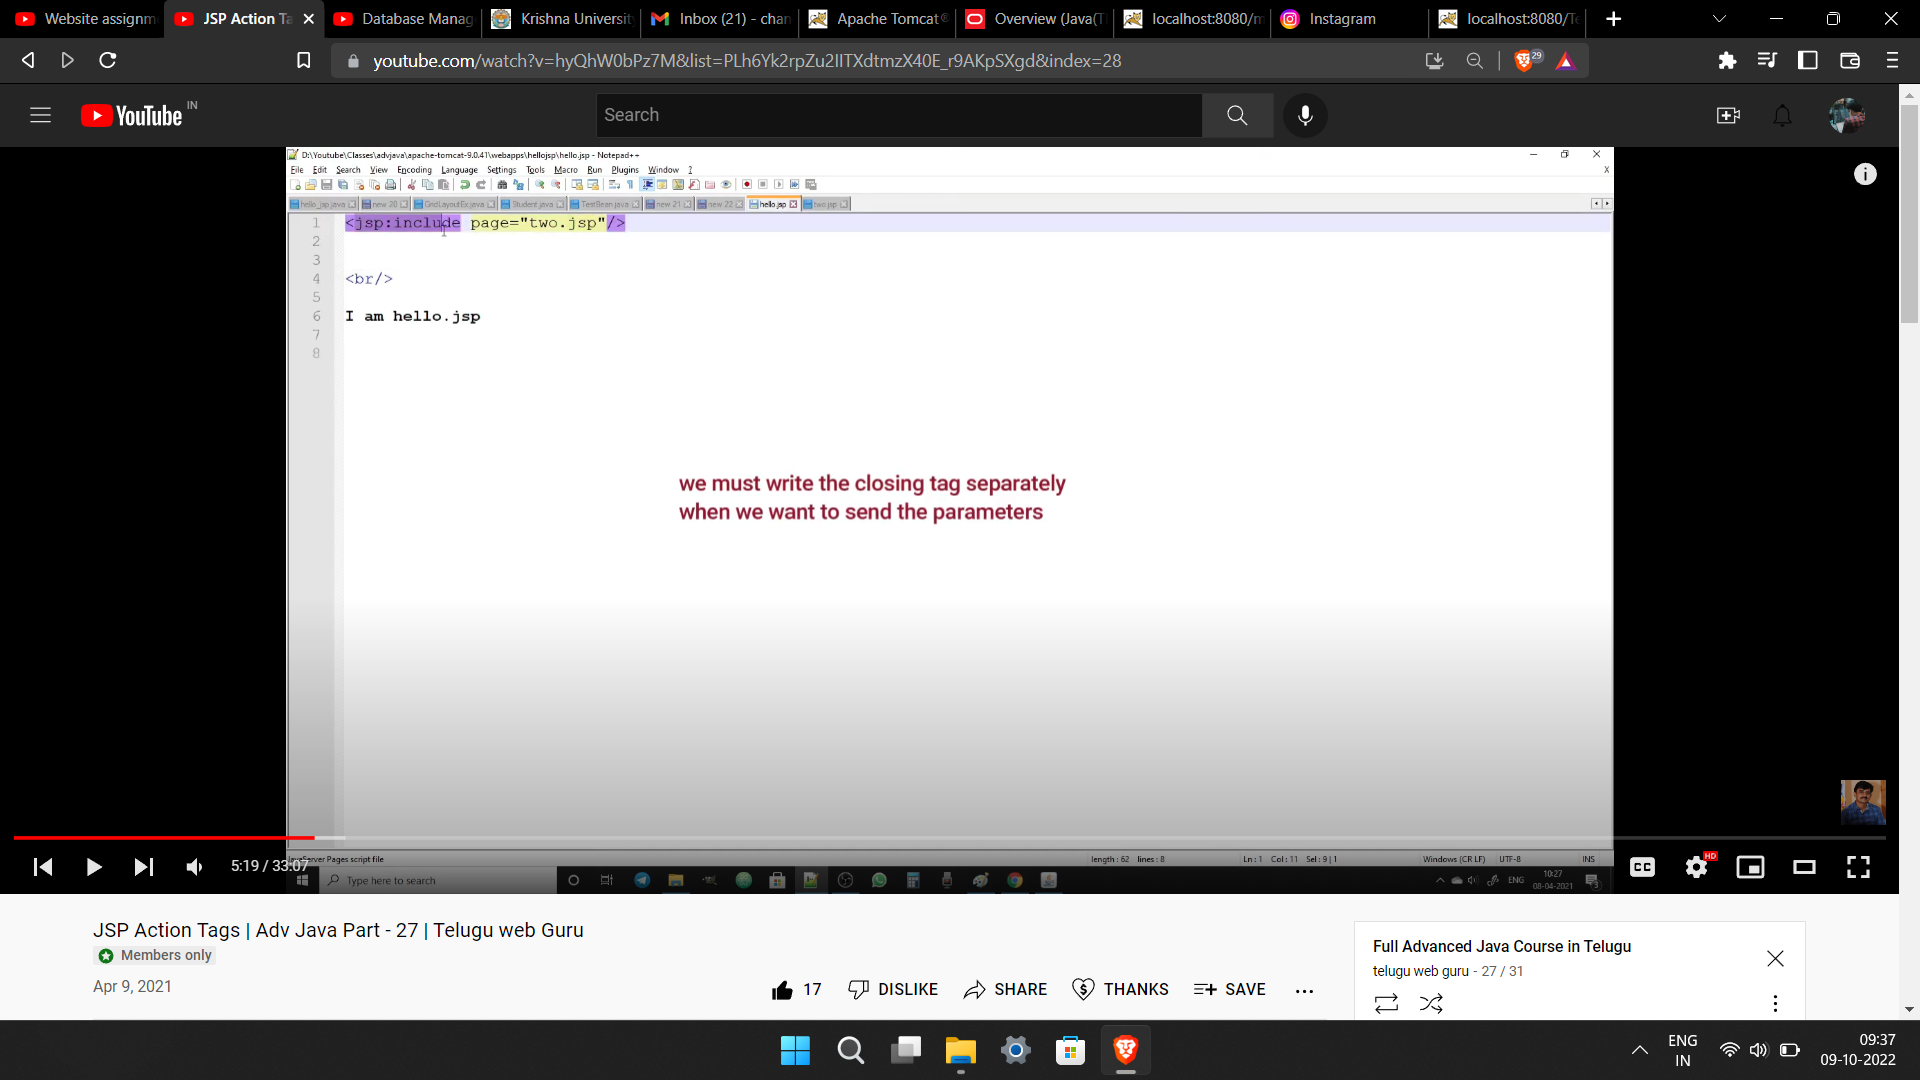 Website assignm
JSP Action Ta
Database Manag
Krishna Universit
Inbox (21) - chan
Apache Tomcat®
Overview (Java(T
localhost:8080/m
Instagram
localhost:8080/Te
youtube.com/watch?v=hyQhW0bPz7M&list=PLh6Yk2rpZu2IITXdtmzX40E_r9AKpSXgd&index=28
29
YouTube IN
Search
D:\Youtube\Classes\advjava\apache-tomcat-9.0.41\webapps\hellojsp\hello.jsp - Notepad++
File Edit Search View Encoding Language Settings Tools Macro Run Plugins Window ?
X
hello_jsp.java new 20 GridLayoutEx.java Student.java TestBean.java new 21 new 22 hello.jsp two.jsp
1 <jsp:include page="two.jsp"/>
2
3
4 <br/>
5
6 I am hello.jsp
7
8
we must write the closing tag separately
when we want to send the parameters
5:19 / 33:07
CC
HD
Server Pages script file
length : 62 lines : 8
Ln : 1 Col : 11 Sel : 9 | 1
Windows (CR LF)
UTF-8
INS
Type here to search
ENG
10:27
08-04-2021
3
JSP Action Tags | Adv Java Part - 27 | Telugu web Guru
Members only
Apr 9, 2021
17
DISLIKE
SHARE
THANKS
SAVE
Full Advanced Java Course in Telugu
telugu web guru - 27 / 31
ENG
IN
09:37
09-10-2022